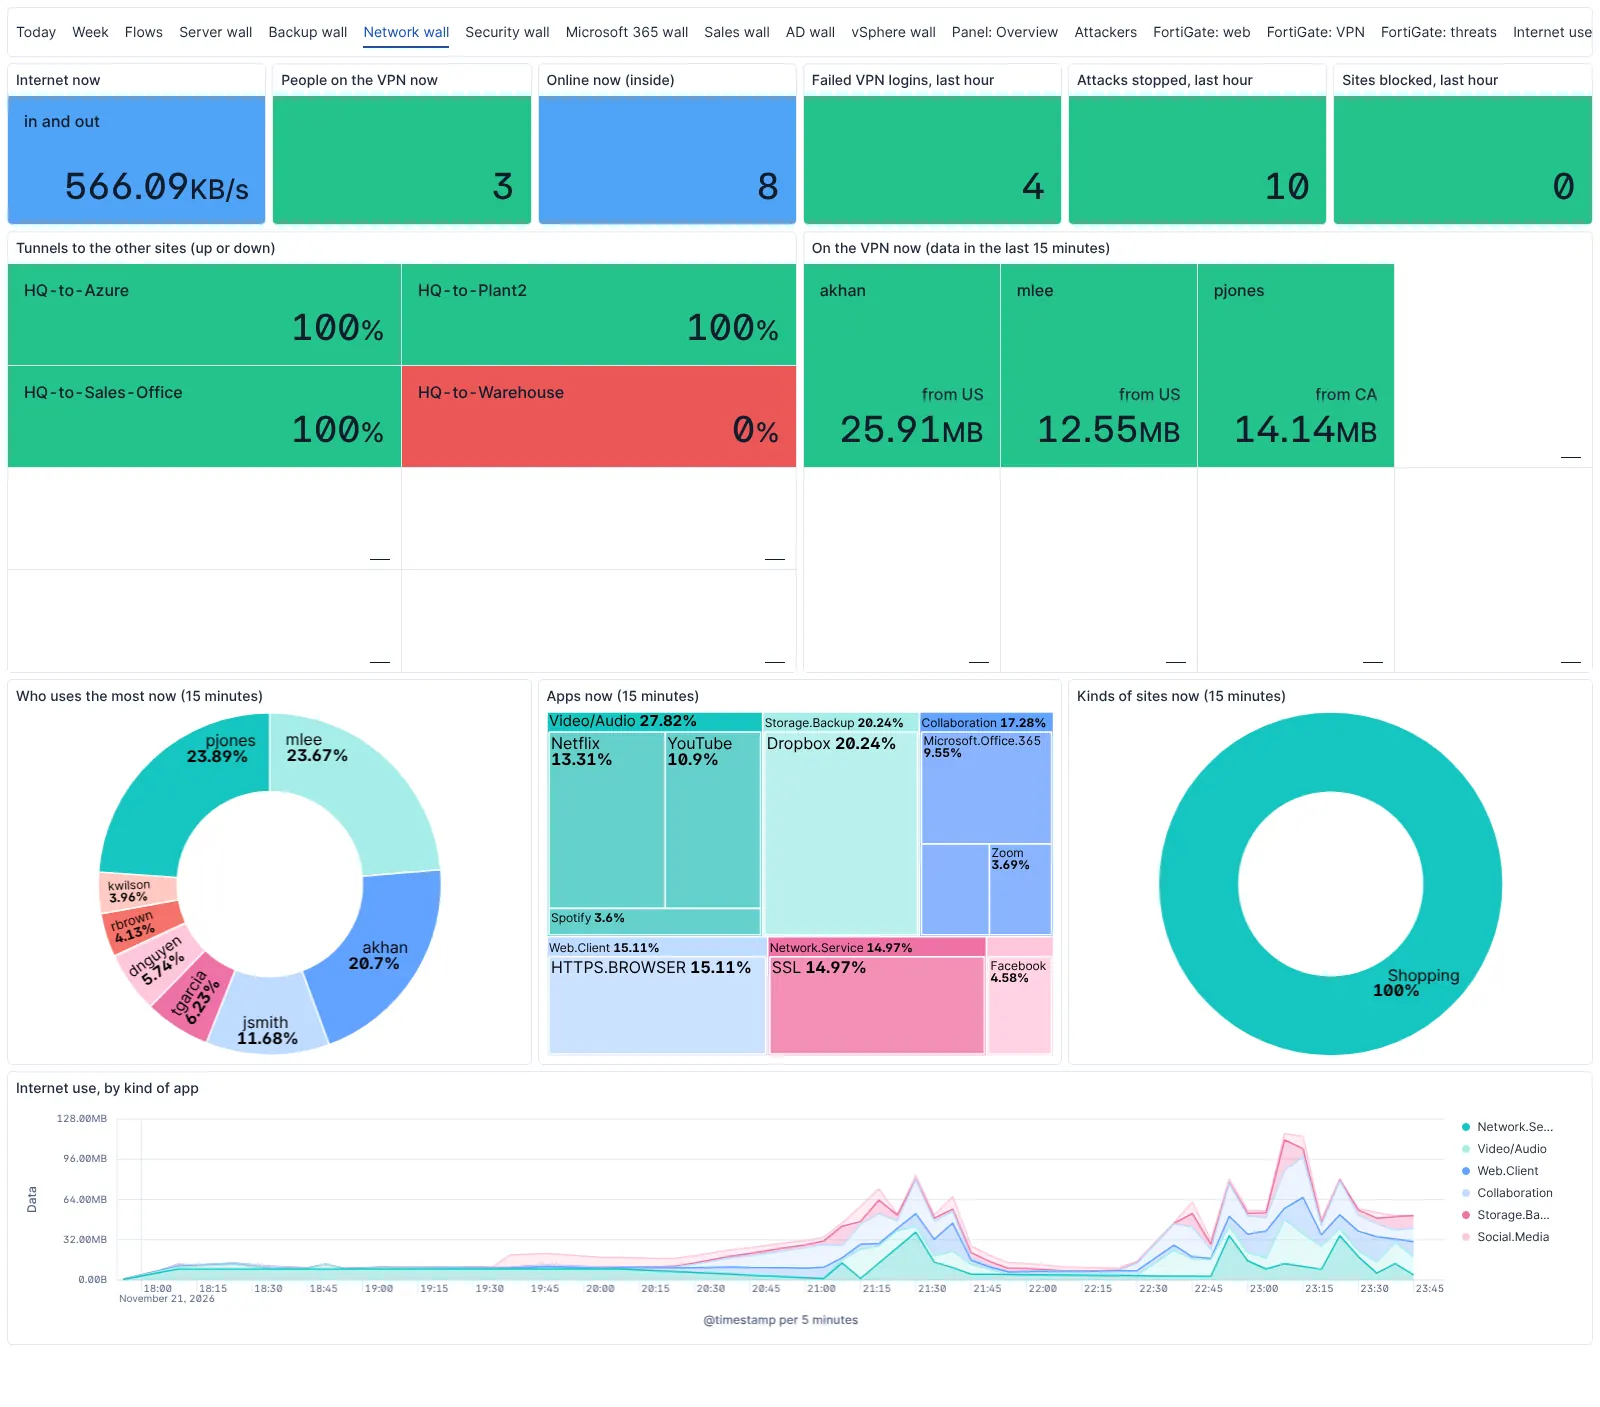 Today Week Flows Server wall Backup wall Network wall Security wall Microsoft 365 wall Sales wall AD wall vSphere wall Panel: Overview Attackers FortiGate: web FortiGate: VPN FortiGate: threats Internet use
Internet now
in and out
566.09KB/s
People on the VPN now
3
Online now (inside)
8
Failed VPN logins, last hour
4
Attacks stopped, last hour
10
Sites blocked, last hour
0
Tunnels to the other sites (up or down)
HQ-to-Azure
100%
HQ-to-Plant2
100%
HQ-to-Sales-Office
100%
HQ-to-Warehouse
0%
On the VPN now (data in the last 15 minutes)
akhan
from US
25.91MB
mlee
from US
12.55MB
pjones
from CA
14.14MB
Who uses the most now (15 minutes)
pjones
23.89%
mlee
23.67%
kwilson
3.96%
rbrown
4.13%
dnguyen
5.74%
tgarcia
6.23%
jsmith
11.68%
akhan
20.7%
Apps now (15 minutes)
Video/Audio 27.82%
Netflix
13.31%
YouTube
10.9%
Spotify 3.6%
Storage.Backup 20.24%
Dropbox 20.24%
Collaboration 17.28%
Microsoft.Office.365
9.55%
Zoom
3.69%
Web.Client 15.11%
HTTPS.BROWSER 15.11%
Network.Service 14.97%
SSL 14.97%
Facebook
4.58%
Kinds of sites now (15 minutes)
Shopping
100%
Internet use, by kind of app
Data
128.00MB
96.00MB
64.00MB
32.00MB
0.00B
18:00 18:15 18:30 18:45 19:00 19:15 19:30 19:45 20:00 20:15 20:30 20:45 21:00 21:15 21:30 21:45 22:00 22:15 22:30 22:45 23:00 23:15 23:30 23:45
November 21, 2026
@timestamp per 5 minutes
Network.Se...
Video/Audio
Web.Client
Collaboration
Storage.Ba...
Social.Media